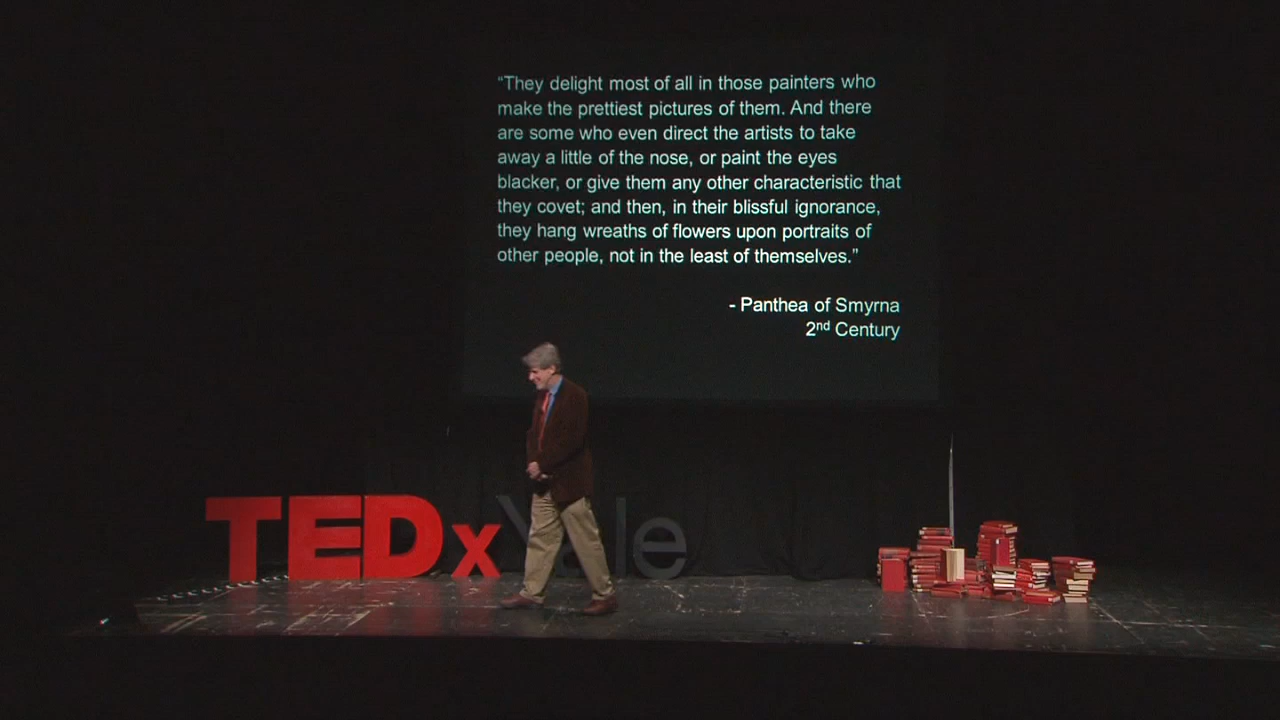 “They delight most of all in those painters who
make the prettiest pictures of them. And there
are some who even direct the artists to take
away a little of the nose, or paint the eyes
blacker, or give them any other characteristic that
they covet; and then, in their blissful ignorance,
they hang wreaths of flowers upon portraits of
other people, not in the least of themselves.”
- Panthea of Smyrna
2nd Century
TEDxYale